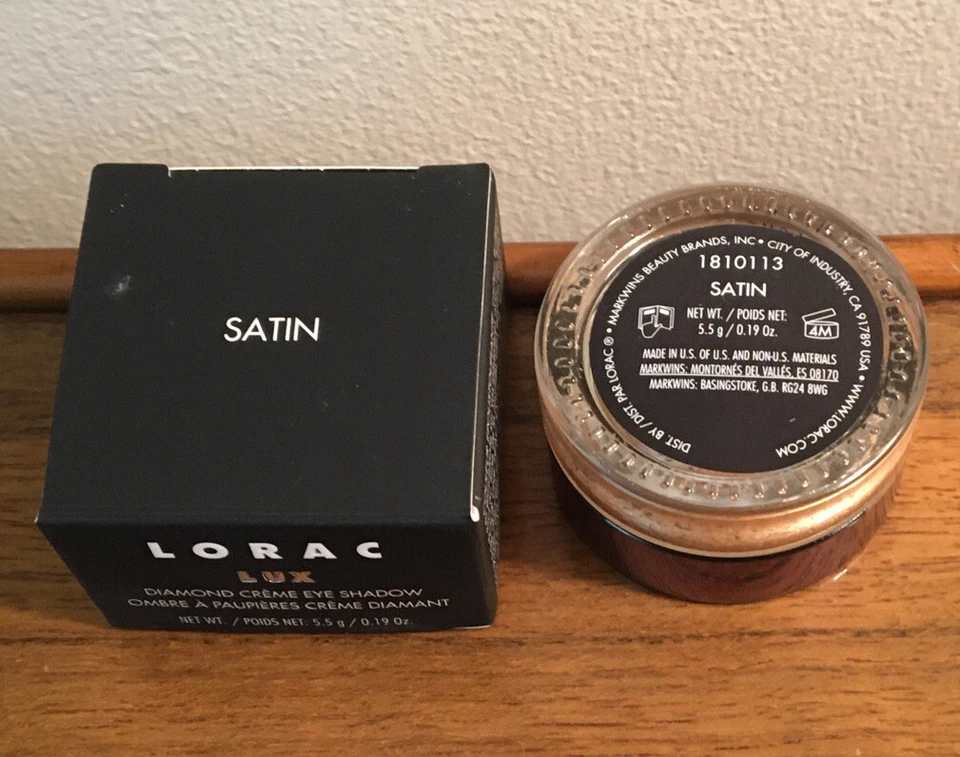 SATIN
LORAC
LUX
DIAMOND CRÈME EYE SHADOW
OMBRE À PAUPIÈRES CRÈME DIAMANT
NET WT. / POIDS NET: 5.5 g / 0.19 Oz.
DIST. BY / DIST. PAR LORAC® • MARKWINS BEAUTY BRANDS, INC • CITY OF INDUSTRY, CA 91789 USA • WWW.LORAC.COM
1810113
SATIN
NET WT. / POIDS NET:
5.5 g / 0.19 Oz.
4M
MADE IN U.S. OF U.S. AND NON-U.S. MATERIALS
MARKWINS: MONTORNÉS DEL VALLÉS, ES 08170
MARKWINS: BASINGSTOKE, G.B. RG24 8WG